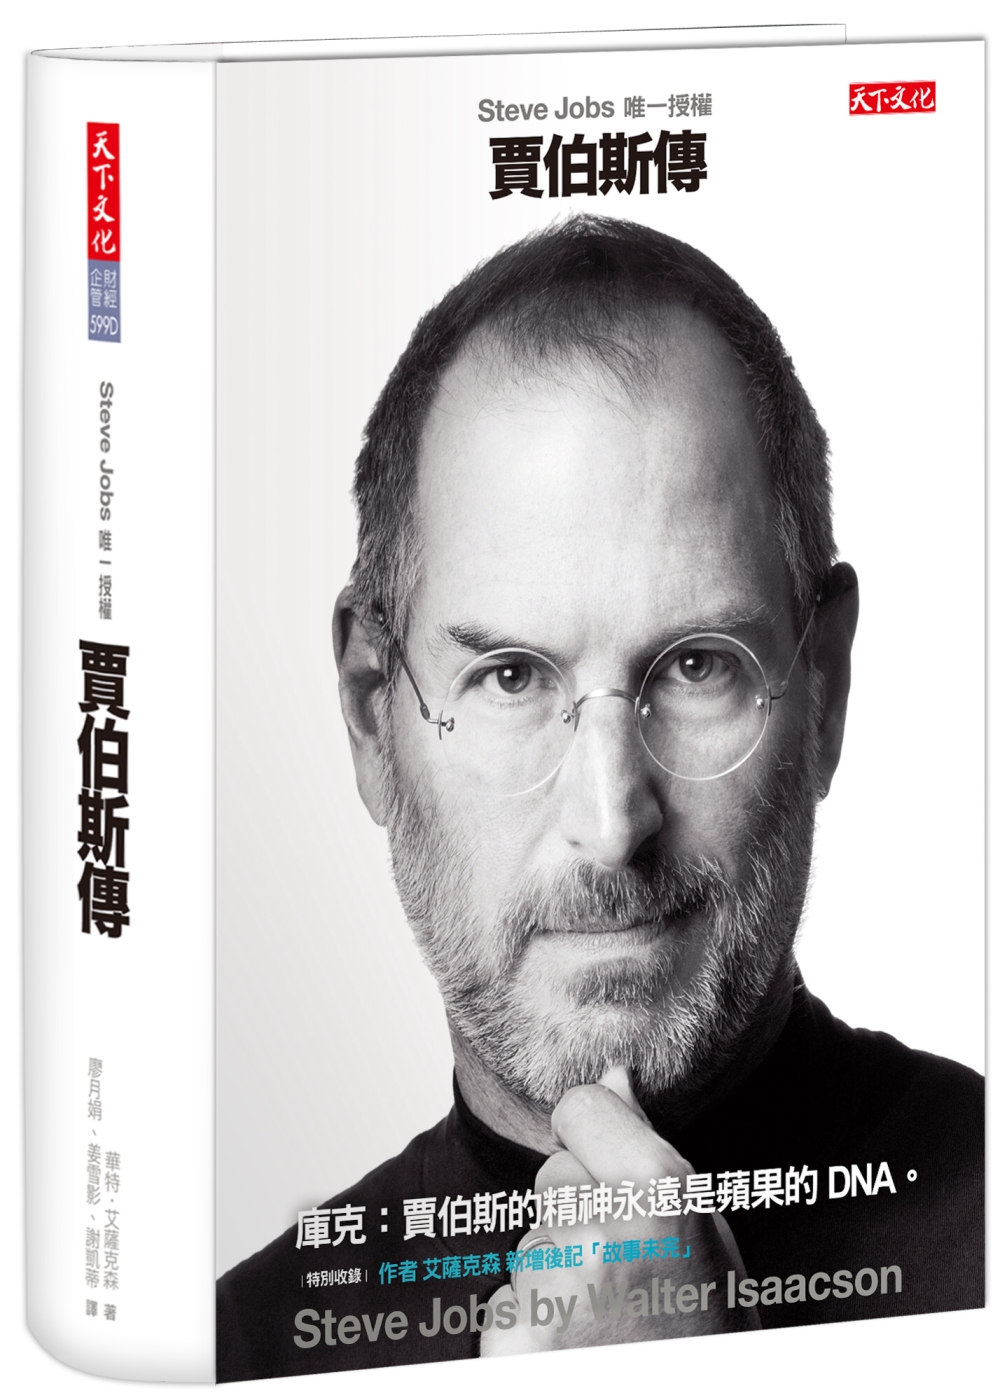 天下文化
財經
企管
599D
Steve Jobs 唯一授權
賈伯斯傳
華特．艾薩克森 著
廖月娟、姜雪影、謝凱蒂 譯
Steve Jobs 唯一授權
賈伯斯傳
天下文化
庫克：賈伯斯的精神永遠是蘋果的 DNA。
|特別收錄| 作者 艾薩克森 新增後記「故事未完」
Steve Jobs by Walter Isaacson